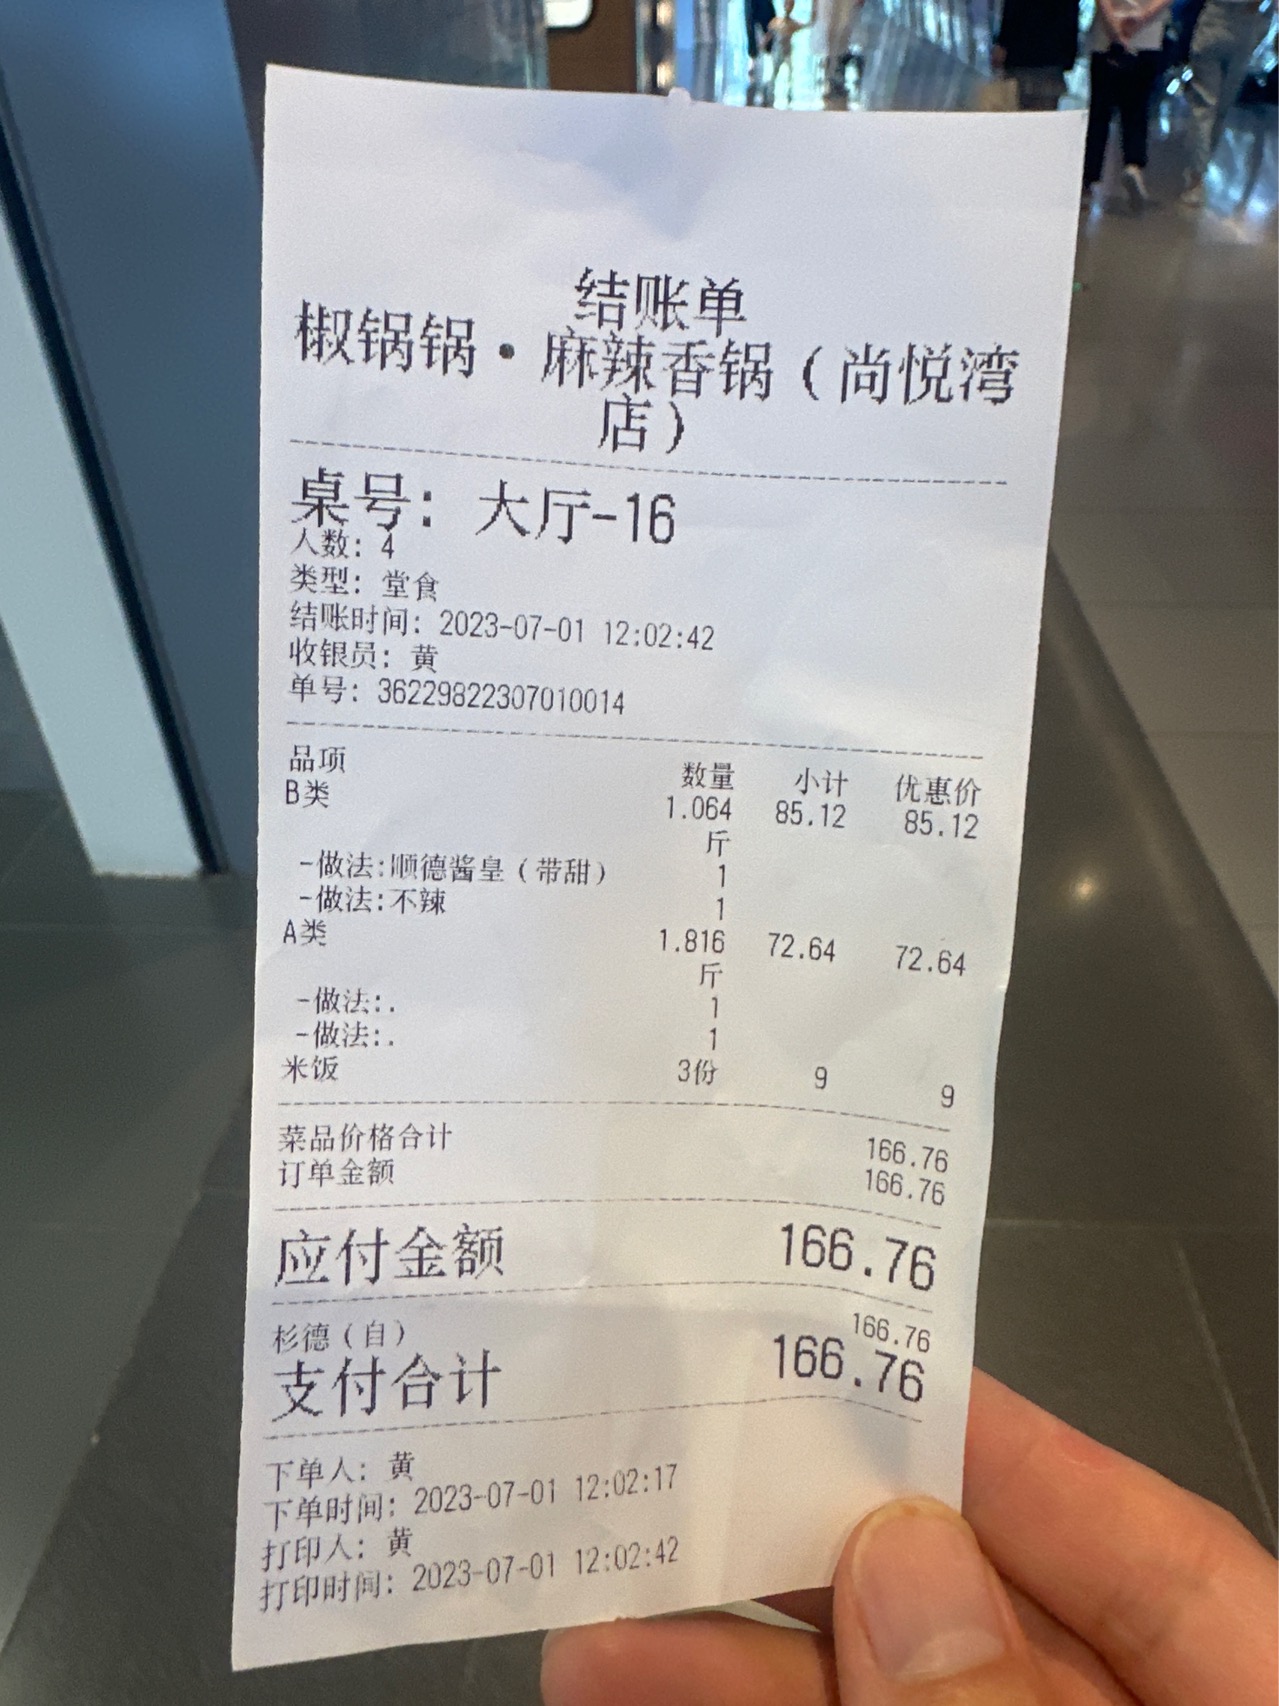 结账单
椒锅锅·麻辣香锅（尚悦湾
店）
桌号：大厅-16
人数：4
类型：堂食
结账时间：2023-07-01 12:02:42
收银员：黄
单号：36229822307010014
品项 数量 小计 优惠价
B类 1.064 85.12 85.12
斤
-做法:顺德酱皇（带甜） 1
-做法:不辣 1
A类 1.816 72.64 72.64
斤
-做法:. 1
-做法:. 1
米饭 3份 9 9
菜品价格合计 166.76
订单金额 166.76
应付金额 166.76
杉德（自） 166.76
支付合计 166.76
下单人：黄
下单时间：2023-07-01 12:02:17
打印人：黄
打印时间：2023-07-01 12:02:42